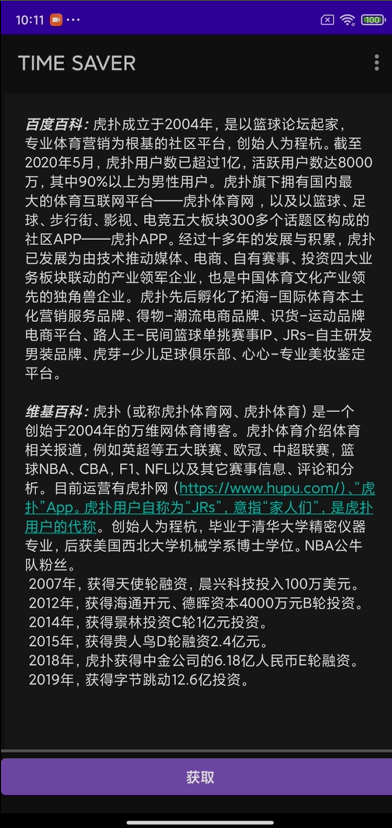 10:11
100
TIME SAVER
百度百科：虎扑成立于2004年，是以篮球论坛起家，
专业体育营销为根基的社区平台，创始人为程杭。截至
2020年5月，虎扑用户数已超过1亿，活跃用户数达8000
万，其中90%以上为男性用户。虎扑旗下拥有国内最
大的体育互联网平台——虎扑体育网 ，以及以篮球、足
球、步行街、影视、电竞五大板块300多个话题区构成的
社区APP——虎扑APP。经过十多年的发展与积累，虎扑
已发展为由技术推动媒体、电商、自有赛事、投资四大业
务板块联动的产业领军企业，也是中国体育文化产业领
先的独角兽企业。虎扑先后孵化了拓海-国际体育本土
化营销服务品牌、得物-潮流电商品牌、识货-运动品牌
电商平台、路人王-民间篮球单挑赛事IP、JRs-自主研发
男装品牌、虎芽-少儿足球俱乐部、心心-专业美妆鉴定
平台。
维基百科：虎扑（或称虎扑体育网、虎扑体育）是一个
创始于2004年的万维网体育博客。虎扑体育介绍体育
相关报道，例如英超等五大联赛、欧冠、中超联赛，篮
球NBA、CBA，F1、NFL以及其它赛事信息、评论和分
析。目前运营有虎扑网（https://www.hupu.com/）、“虎
扑”App。虎扑用户自称为“JRs”，意指“家人们”，是虎扑
用户的代称。创始人为程杭，毕业于清华大学精密仪器
专业，后获美国西北大学机械学系博士学位。NBA公牛
队粉丝。
2007年，获得天使轮融资，晨兴科技投入100万美元。
2012年，获得海通开元、德晖资本4000万元B轮投资。
2014年，获得景林投资C轮1亿元投资。
2015年，获得贵人鸟D轮融资2.4亿元。
2018年，虎扑获得中金公司的6.18亿人民币E轮融资。
2019年，获得字节跳动12.6亿投资。
获取